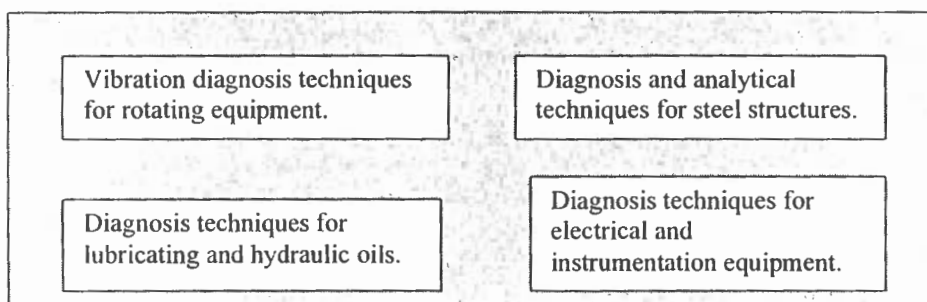 Vibration diagnosis techniques
for rotating equipment.
Diagnosis and analytical
techniques for steel structures.
Diagnosis techniques for
lubricating and hydraulic oils.
Diagnosis techniques for
electrical and
instrumentation equipment.